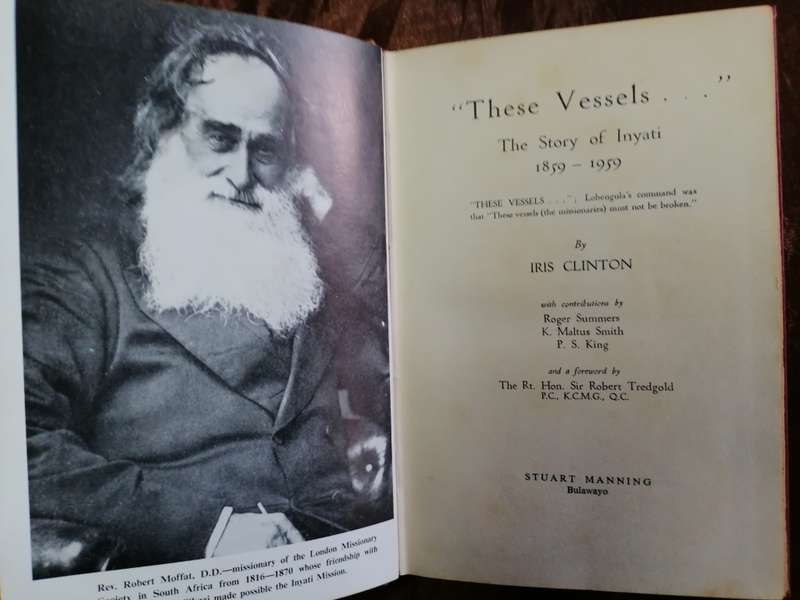 Rev. Robert Moffat, D.D.—missionary of the London Missionary
Society in South Africa from 1816—1870 whose friendship with
made possible the Inyati Mission.
"These Vessels . . ."
The Story of Inyati
1859 – 1959
"THESE VESSELS . . ."; Lobengula's command was
that "These vessels (the missionaries) must not be broken."
By
IRIS CLINTON
with contributions by
Roger Summers
K. Maltus Smith
P. S. King
and a foreword by
The Rt. Hon. Sir Robert Tredgold
P.C., K.C.M.G., Q.C.
STUART MANNING
Bulawayo